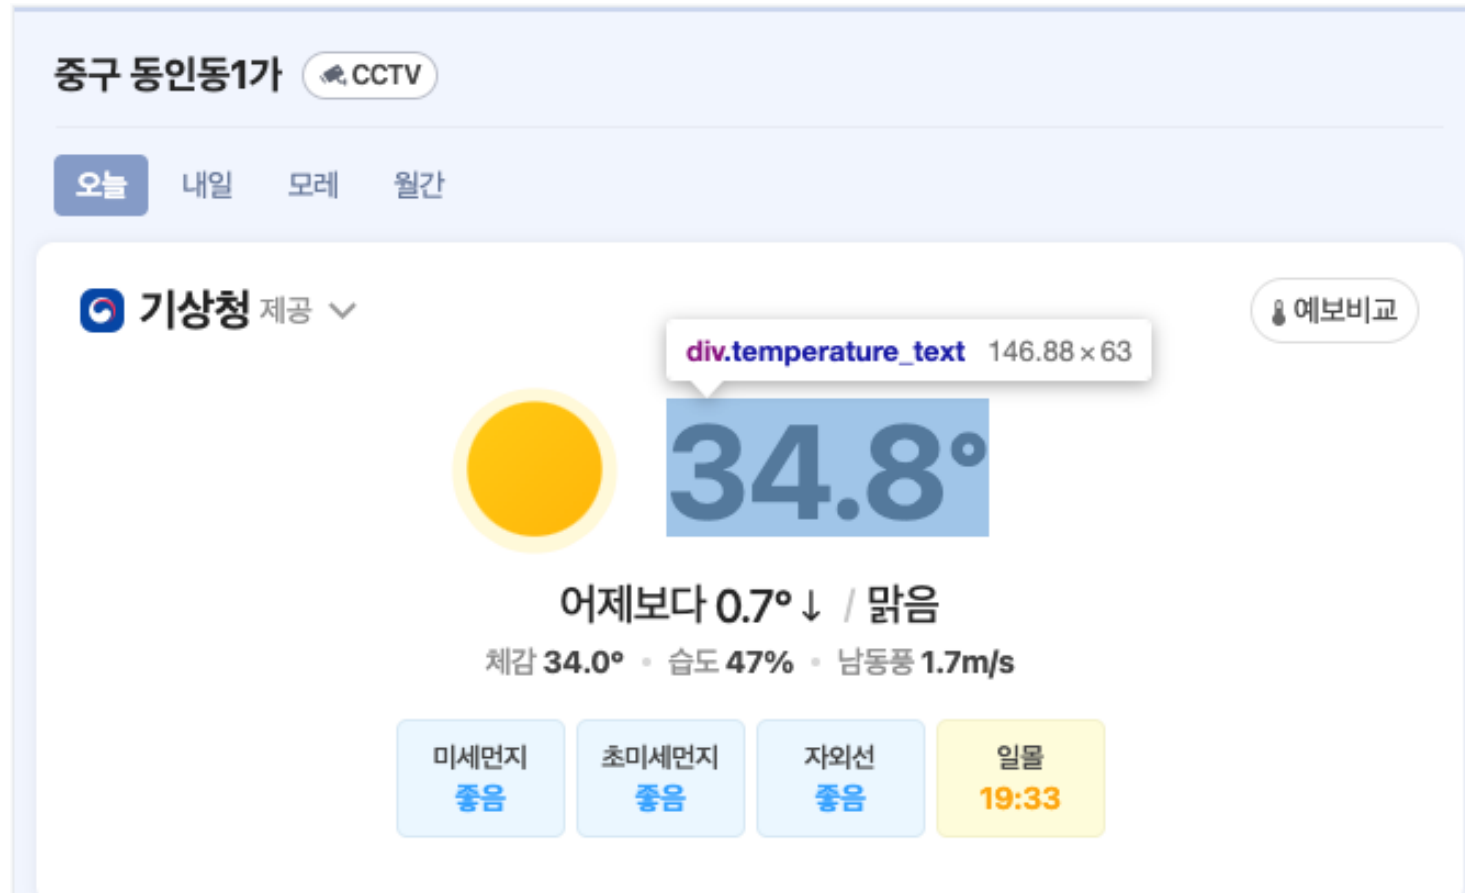 중구 동인동1가 CCTV
오늘 내일 모레 월간
기상청 제공 예보비교
div.temperature_text 146.88 × 63
34.8°
어제보다 0.7° ↓ / 맑음
체감 34.0° • 습도 47% • 남동풍 1.7m/s
미세먼지 초미세먼지 자외선 일몰
좋음 좋음 좋음 19:33